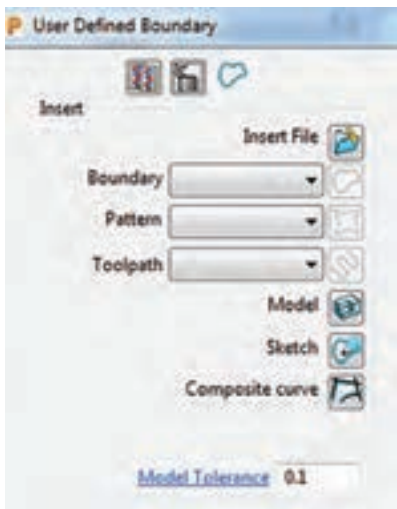 User Defined Boundary
Insert
Insert File
Boundary
Pattern
Toolpath
Model
Sketch
Composite curve
Model Tolerance 0.1